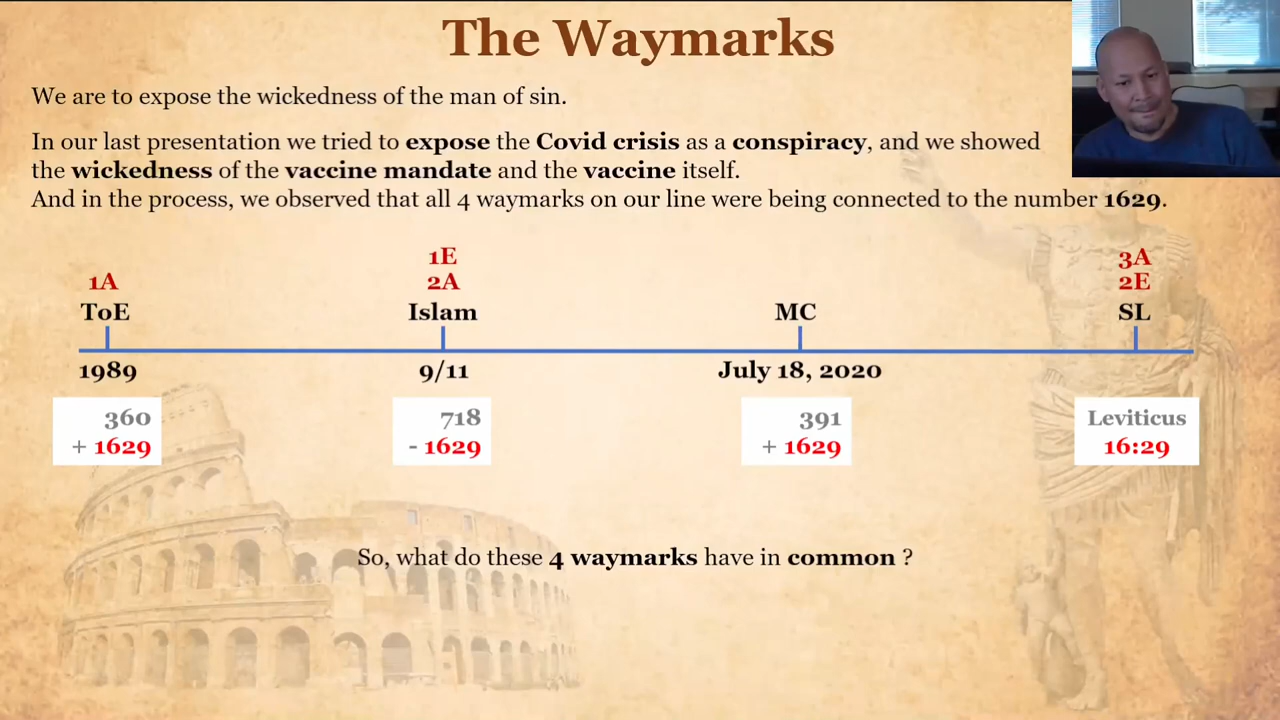 The Waymarks
We are to expose the wickedness of the man of sin.
In our last presentation we tried to expose the Covid crisis as a conspiracy, and we showed
the wickedness of the vaccine mandate and the vaccine itself.
And in the process, we observed that all 4 waymarks on our line were being connected to the number 1629.
1A
ToE
1989
360
+ 1629
1E
2A
Islam
9/11
718
- 1629
MC
July 18, 2020
391
+ 1629
3A
2E
SL
Leviticus
16:29
So, what do these 4 waymarks have in common ?